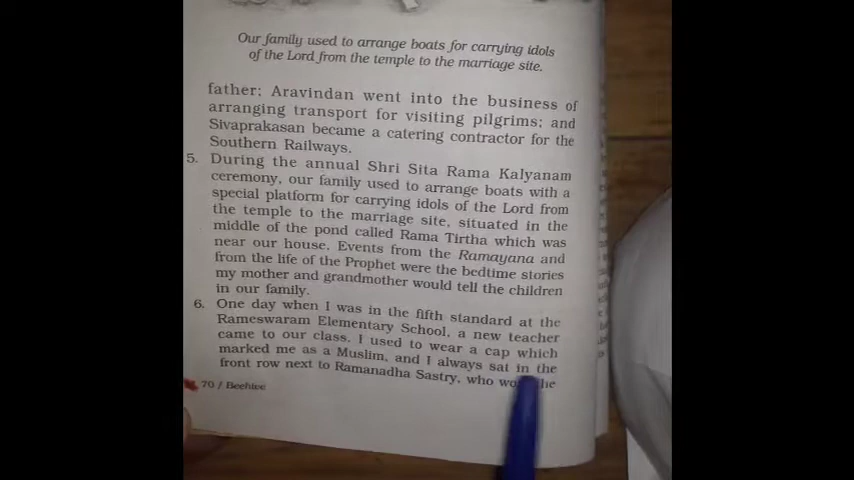 Our family used to arrange boats for carrying idols
of the Lord from the temple to the marriage site.
father; Aravindan went into the business of
arranging transport for visiting pilgrims; and
Sivaprakasan became a catering contractor for the
Southern Railways.
5. During the annual Shri Sita Rama Kalyanam
ceremony, our family used to arrange boats with a
special platform for carrying idols of the Lord from
the temple to the marriage site, situated in the
middle of the pond called Rama Tirtha which was
near our house. Events from the Ramayana and
from the life of the Prophet were the bedtime stories
my mother and grandmother would tell the children
in our family.
6. One day when I was in the fifth standard at the
Rameswaram Elementary School, a new teacher
came to our class. I used to wear a cap which
marked me as a Muslim, and I always sat in the
front row next to Ramanadha Sastry, who the
70 / Beehive